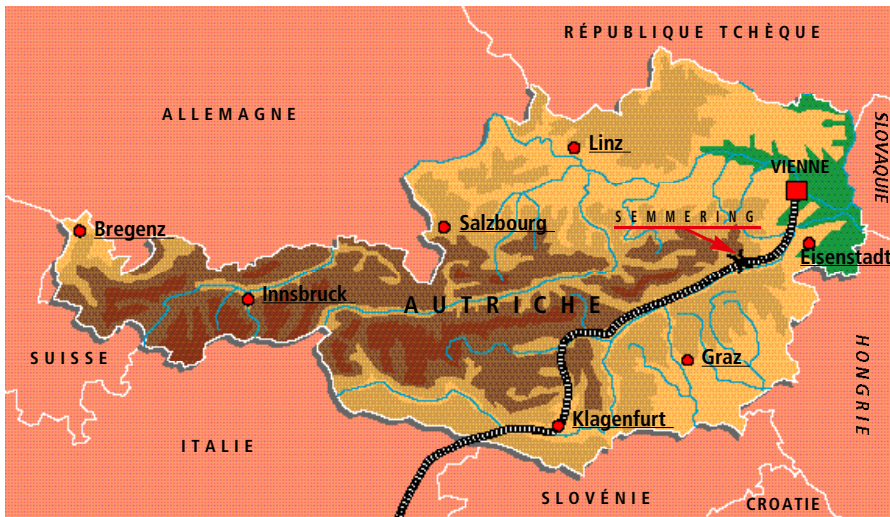 RÉPUBLIQUE TCHÈQUE
ALLEMAGNE
SLOVAQUIE
Linz
VIENNE
SEMMERING
Salzbourg
Bregenz
Eisenstadt
Innsbruck
AUTRICHE
SUISSE
Graz
HONGRIE
Klagenfurt
ITALIE
SLOVÉNIE
CROATIE